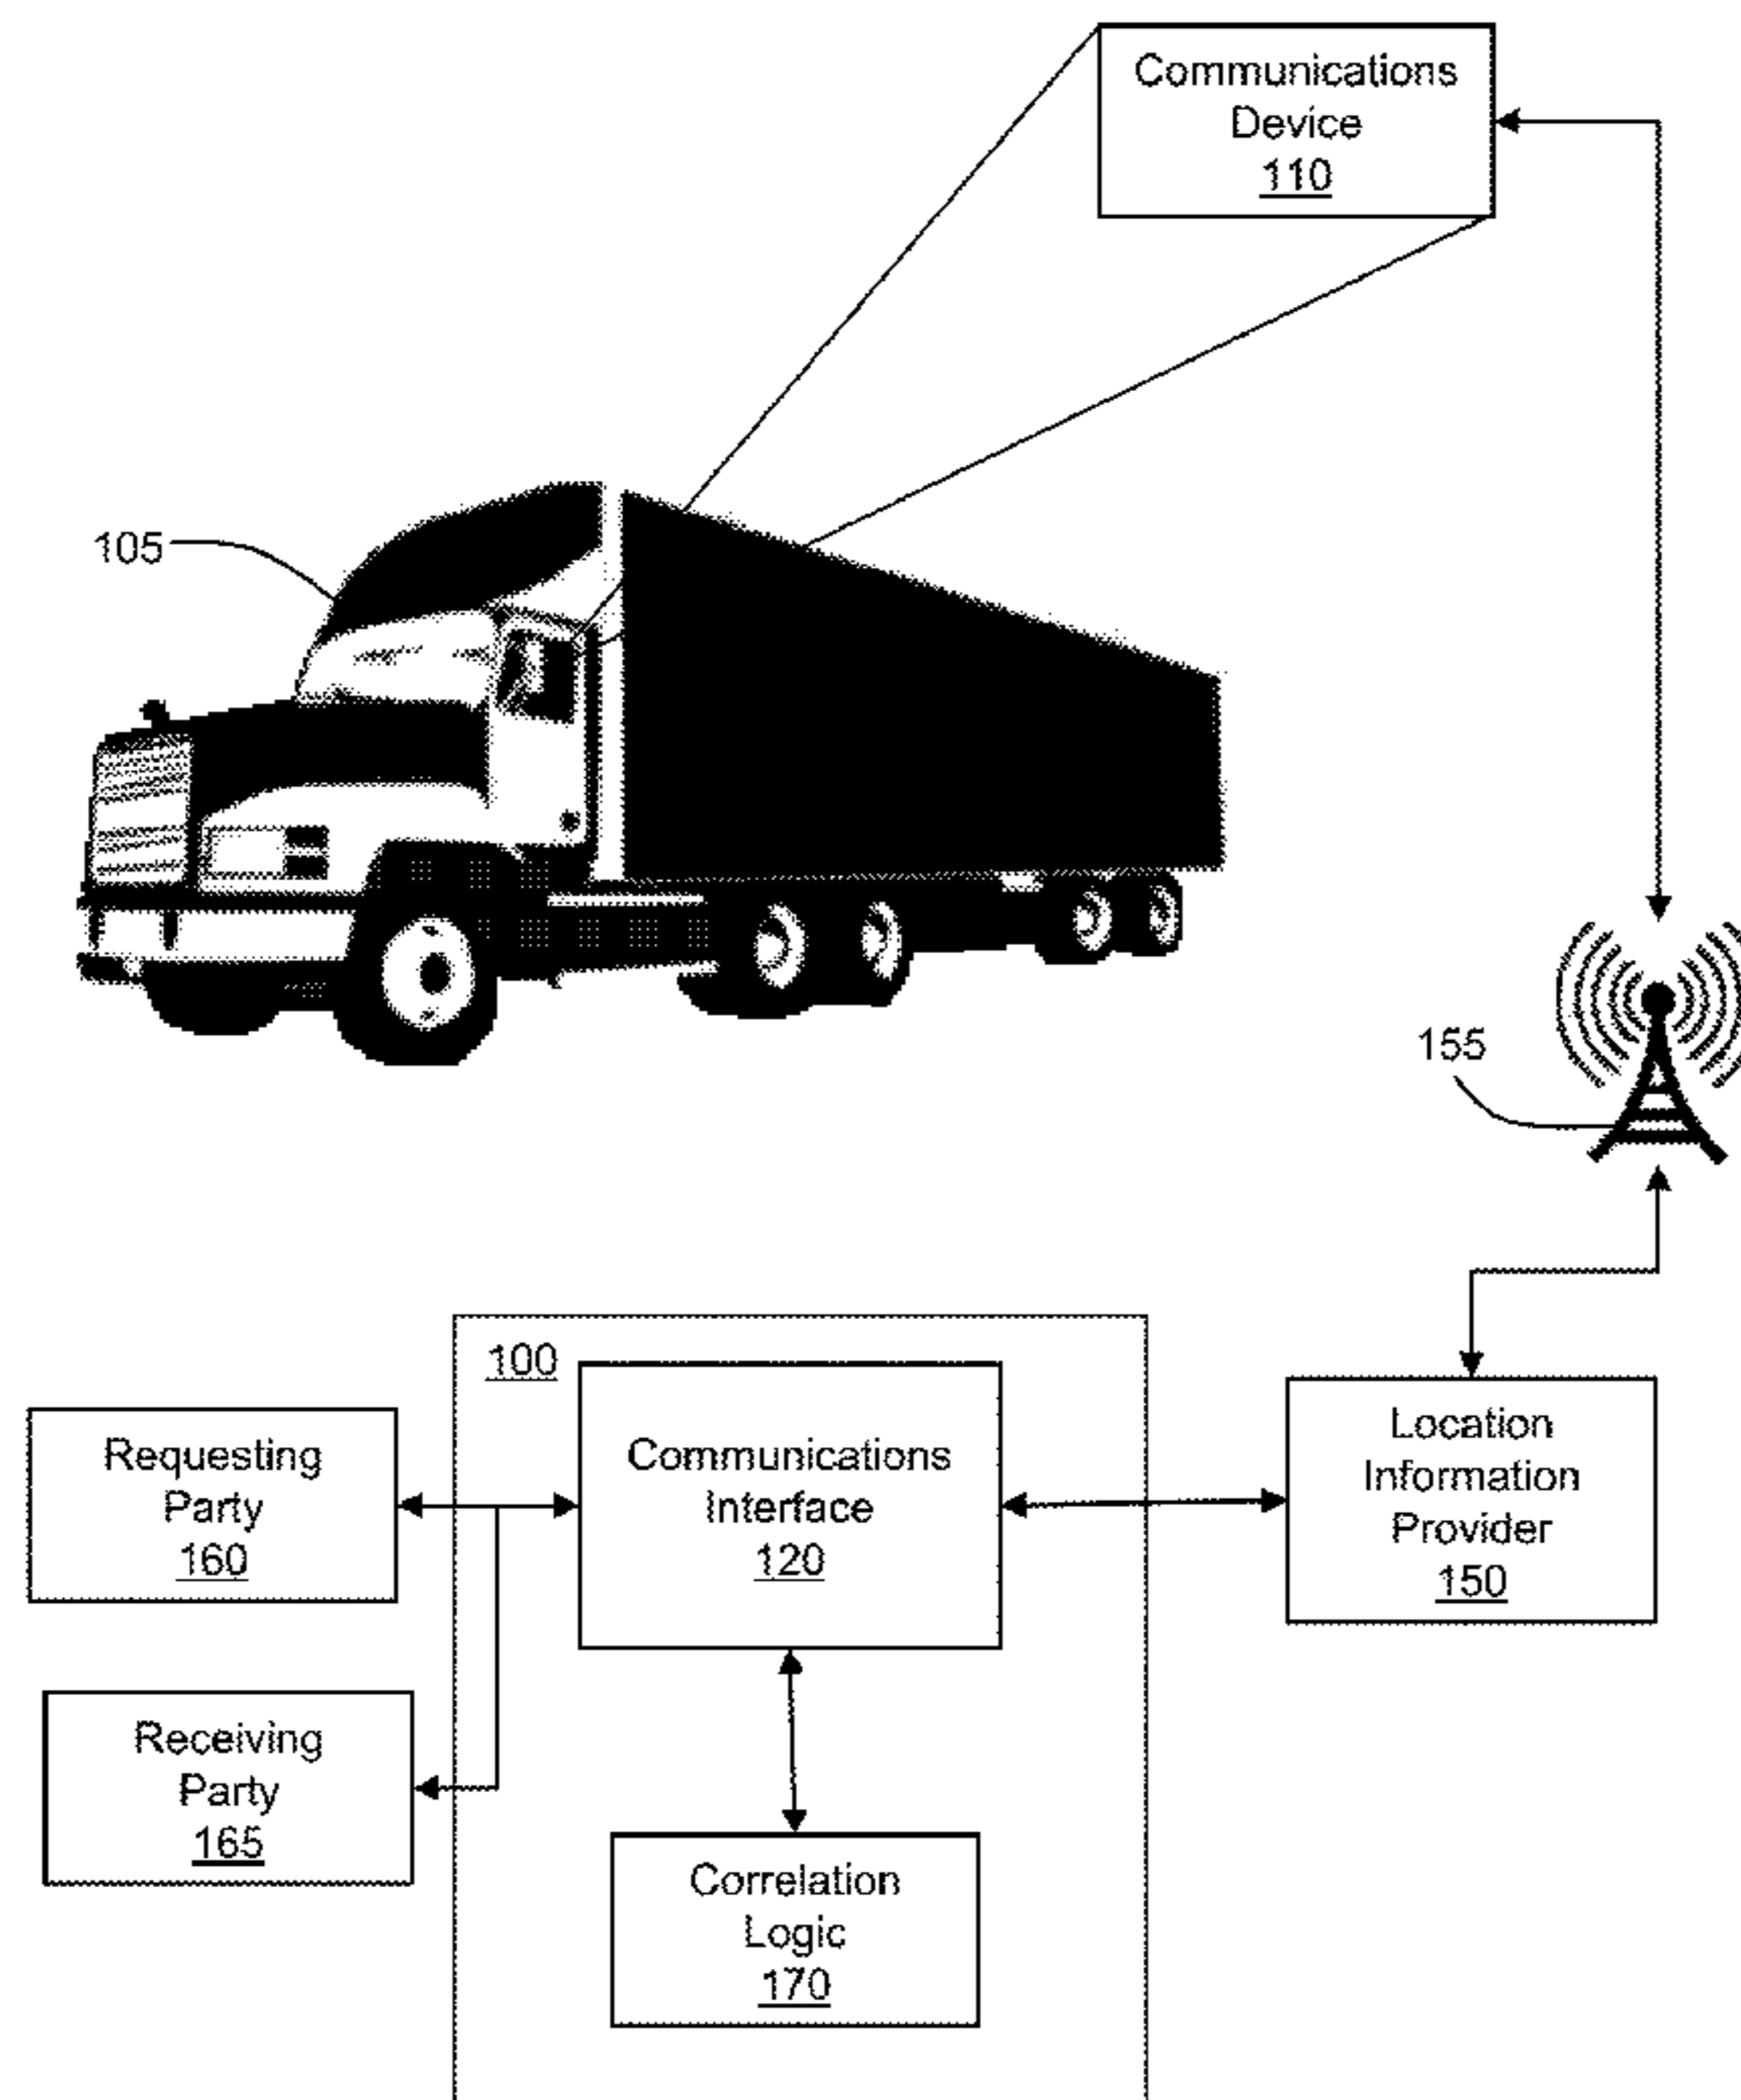 Communications
Device
110
105
155
100
Requesting
Party
160
Communications
Interface
120
Location
Information
Provider
150
Receiving
Party
165
Correlation
Logic
170